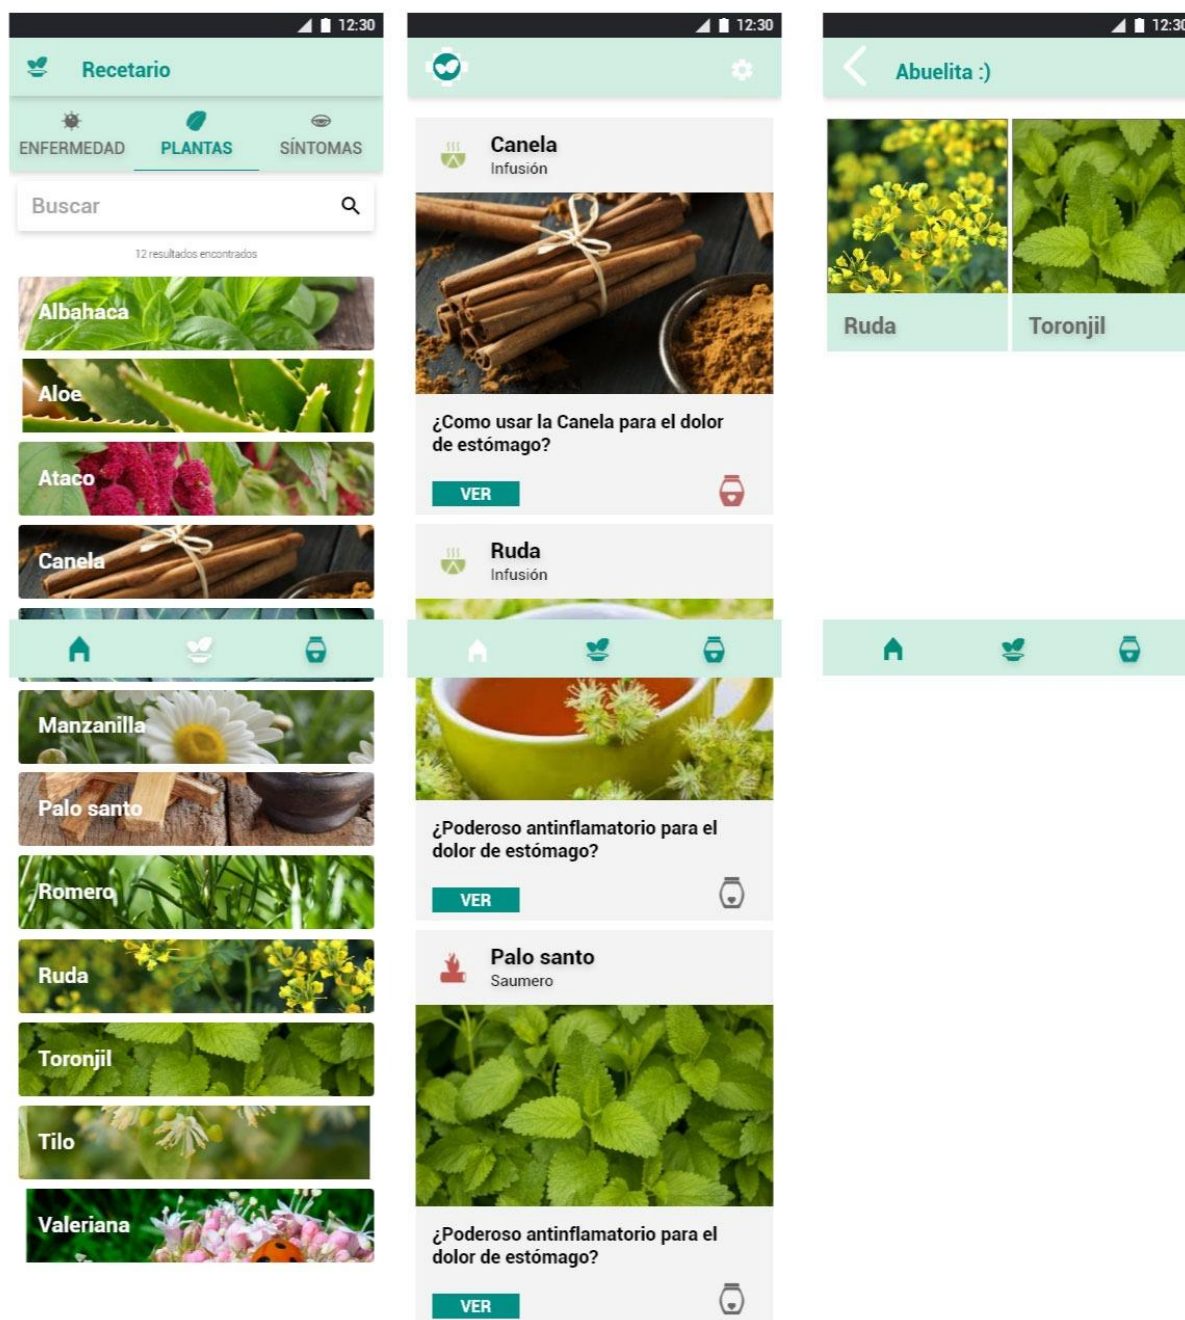 12:30
Recetario
ENFERMEDAD
PLANTAS
SÍNTOMAS
Buscar
12 resultados encontrados
Albahaca
Aloe
Ataco
Canela
Manzanilla
Palo santo
Romero
Ruda
Toronjil
Tilo
Valeriana
12:30
Canela
Infusión
¿Como usar la Canela para el dolor
de estómago?
VER
Ruda
Infusión
¿Poderoso antinflamatorio para el
dolor de estómago?
VER
Palo santo
Saumero
¿Poderoso antinflamatorio para el
dolor de estómago?
VER
12:30
Abuelita :)
Ruda
Toronjil